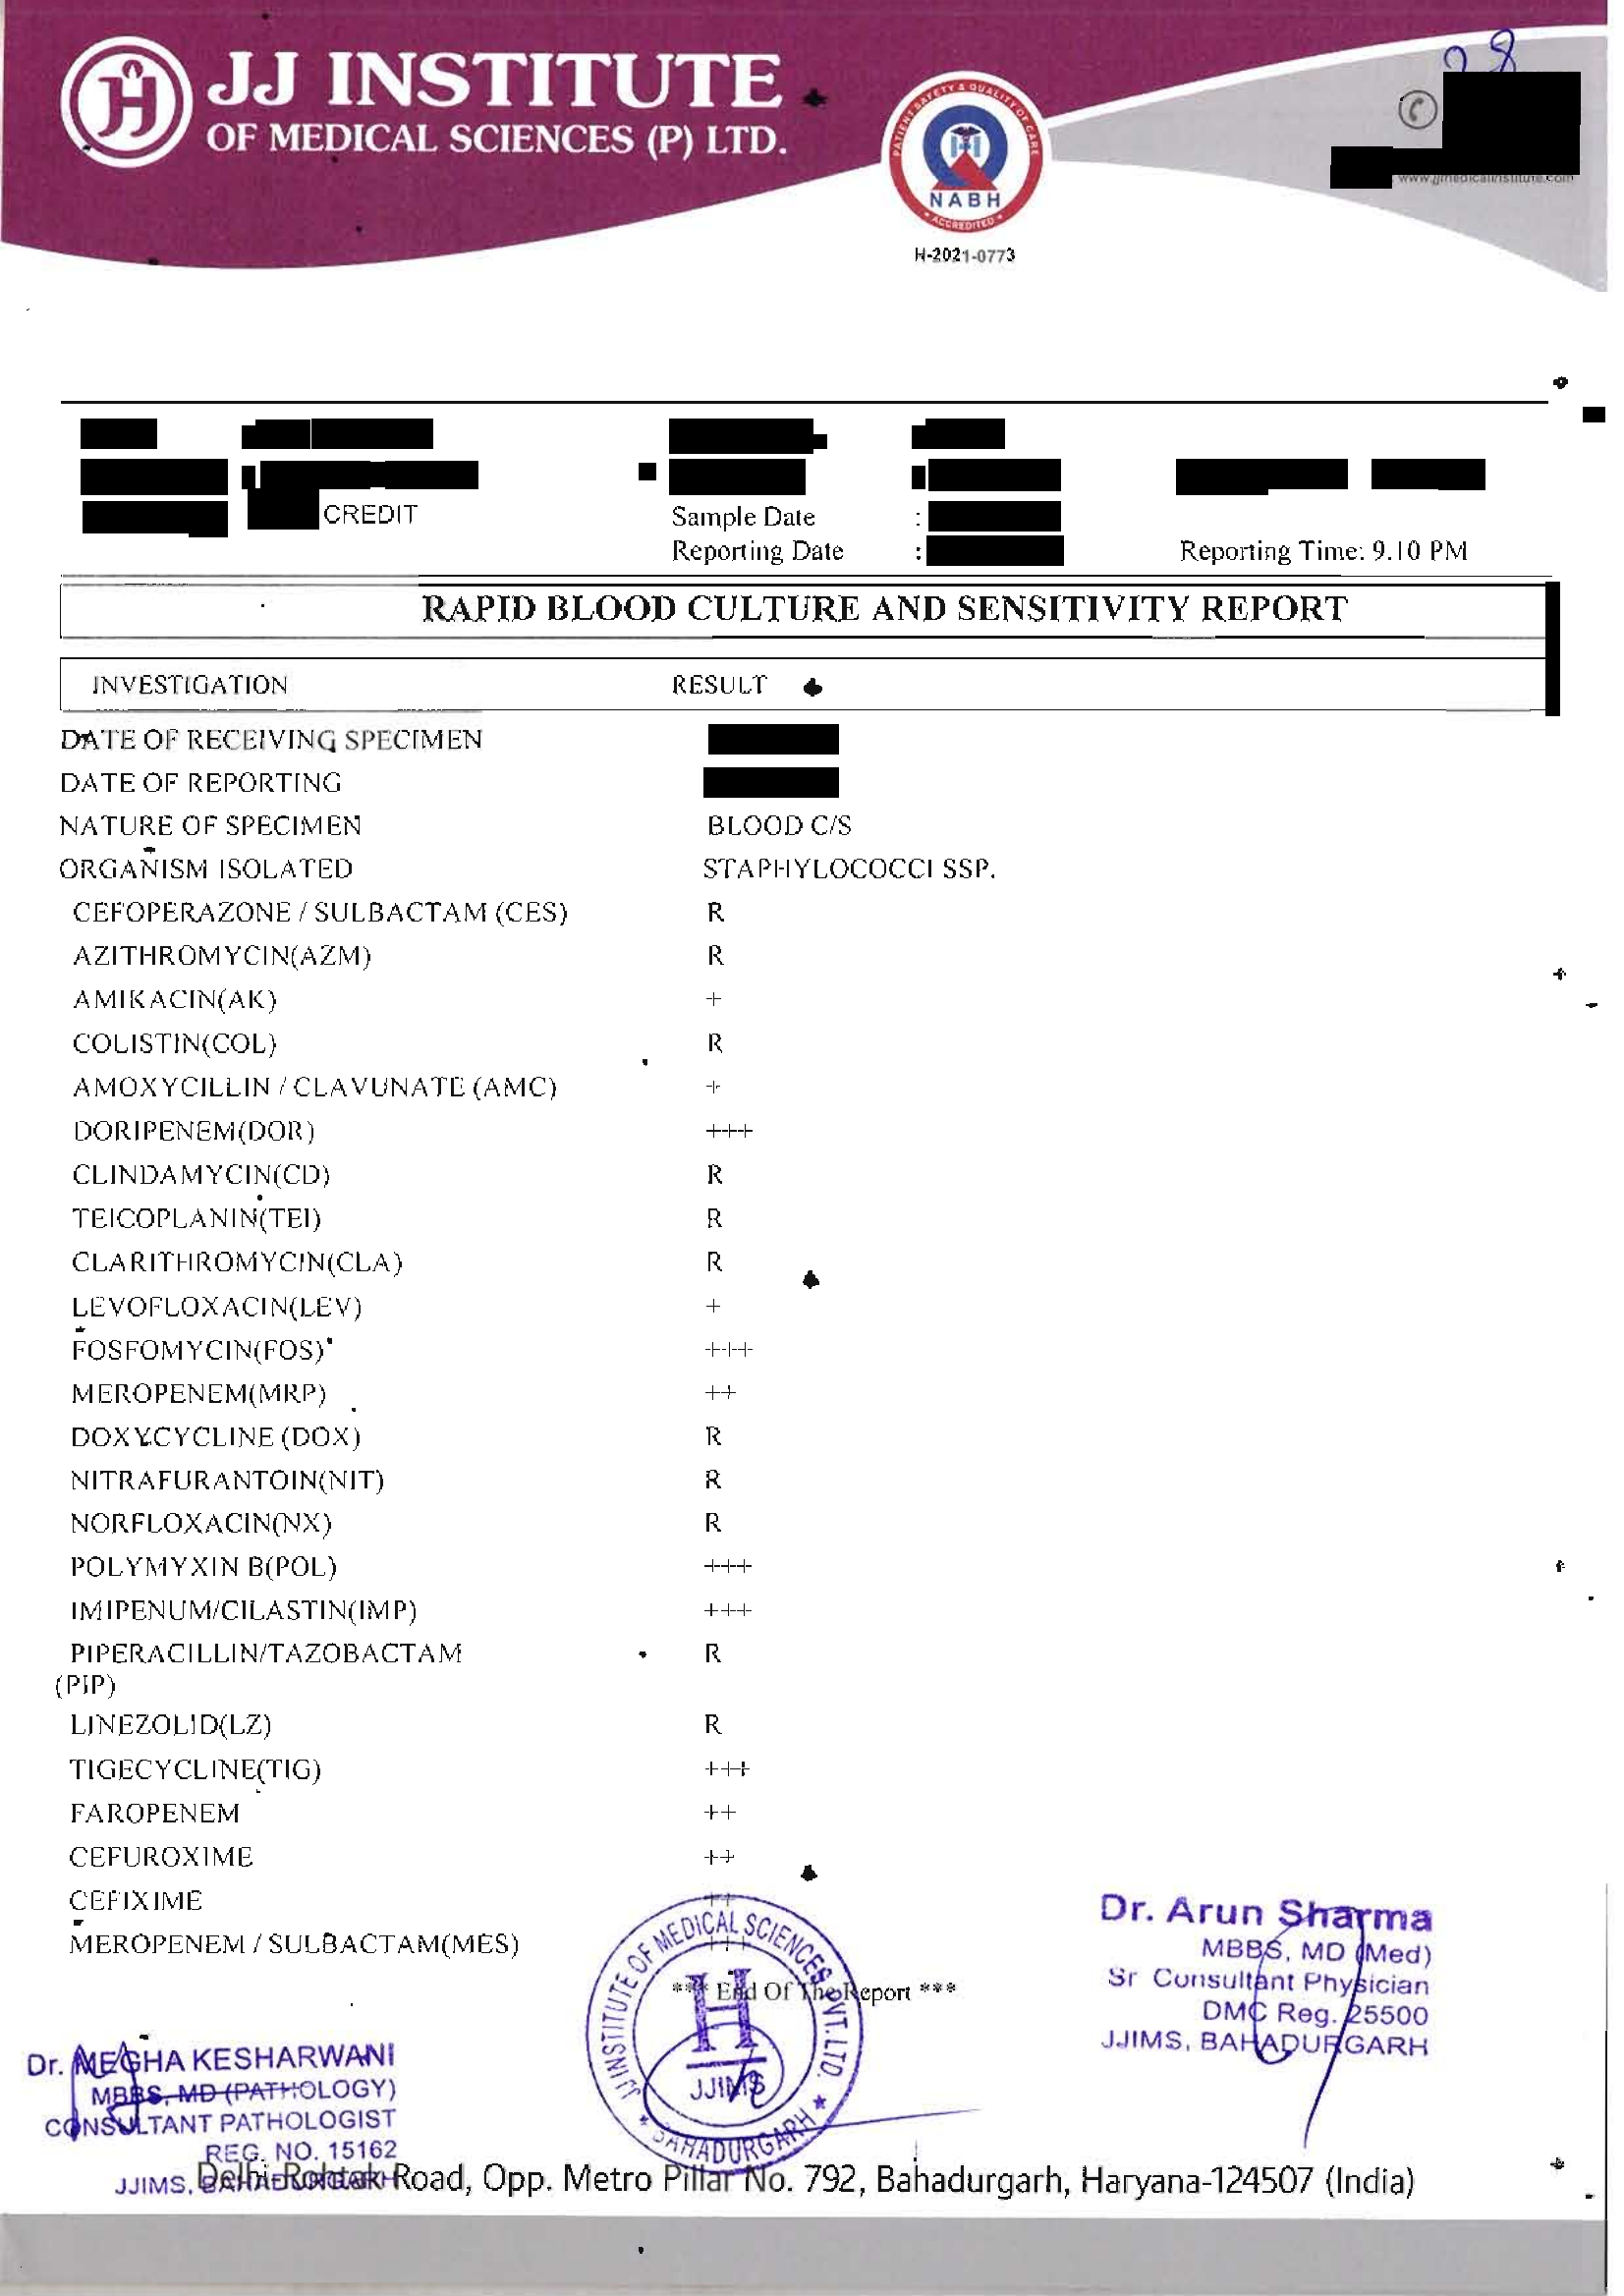 JJ INSTITUTE
OF MEDICAL SCIENCES (P) LTD.
28
PATIENT SAFETY & QUALITY OF CARE
NABH
ACCREDITED
H-2021-0773
www.jjmedicalinstitute.com
CREDIT
Sample Date :
Reporting Date : Reporting Time: 9.10 PM
RAPID BLOOD CULTURE AND SENSITIVITY REPORT
INVESTIGATION RESULT
DATE OF RECEIVING SPECIMEN
DATE OF REPORTING
NATURE OF SPECIMEN BLOOD C/S
ORGANISM ISOLATED STAPHYLOCOCCI SSP.
CEFOPERAZONE / SULBACTAM (CES) R
AZITHROMYCIN(AZM) R
AMIKACIN(AK) +
COLISTIN(COL) R
AMOXYCILLIN / CLAVUNATE (AMC) +
DORIPENEM(DOR) +++
CLINDAMYCIN(CD) R
TEICOPLANIN(TEI) R
CLARITHROMYCIN(CLA) R
LEVOFLOXACIN(LEV) +
FOSFOMYCIN(FOS) +++
MEROPENEM(MRP) ++
DOXYCYCLINE (DOX) R
NITRAFURANTOIN(NIT) R
NORFLOXACIN(NX) R
POLYMYXIN B(POL) +++
IMIPENUM/CILASTIN(IMP) +++
PIPERACILLIN/TAZOBACTAM R
(PIP)
LINEZOLID(LZ) R
TIGECYCLINE(TIG) +++
FAROPENEM ++
CEFUROXIME ++
CEFIXIME ++
MEROPENEM / SULBACTAM(MES)
*** End Of The Report ***
JJ INSTITUTE OF MEDICAL SCIENCES PVT. LTD.
H
JJIMS
* BAHADURGARH *
Dr. Arun Sharma
MBBS, MD (Med)
Sr Consultant Physician
DMC Reg. 25500
JJIMS, BAHADURGARH
Dr. MEGHA KESHARWANI
MBBS, MD (PATHOLOGY)
CONSULTANT PATHOLOGIST
REG. NO. 15162
JJIMS, BAHADURGARH
Delhi-Rohtak Road, Opp. Metro Pillar No. 792, Bahadurgarh, Haryana-124507 (India)